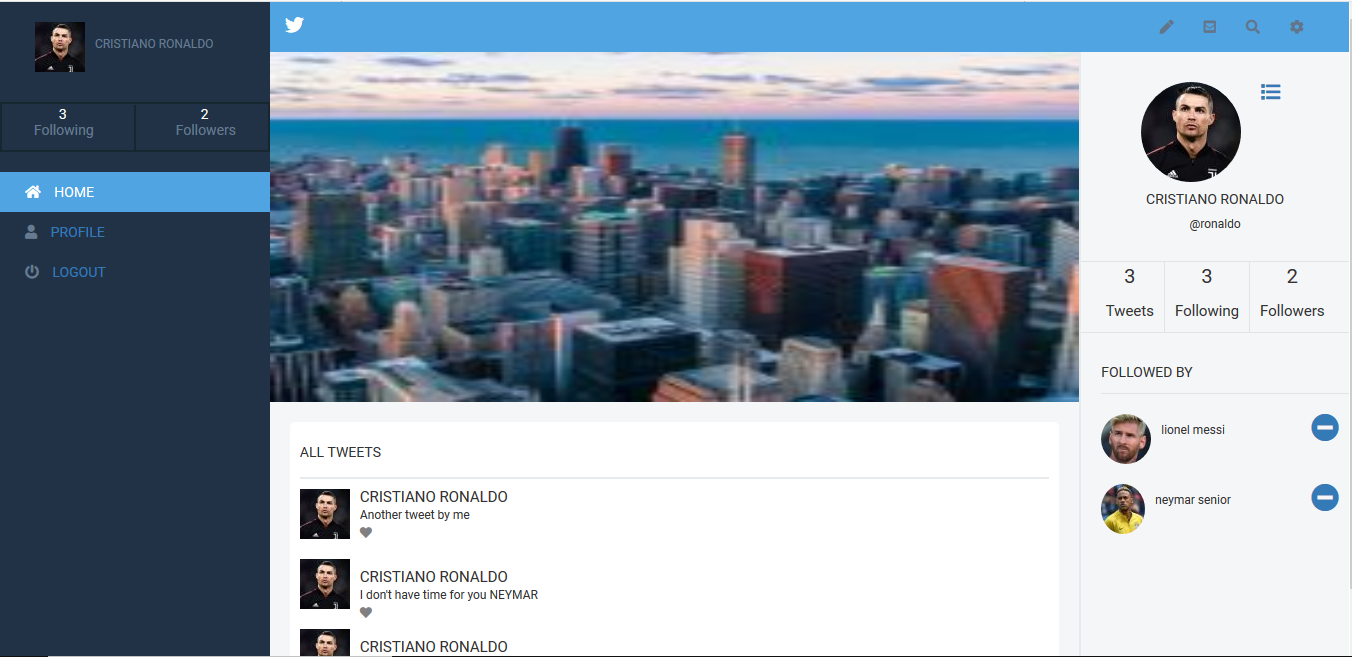 CRISTIANO RONALDO
3
Following
2
Followers
HOME
PROFILE
LOGOUT
CRISTIANO RONALDO
@ronaldo
3
Tweets
3
Following
2
Followers
FOLLOWED BY
lionel messi
neymar senior
ALL TWEETS
CRISTIANO RONALDO
Another tweet by me
CRISTIANO RONALDO
I don't have time for you NEYMAR
CRISTIANO RONALDO